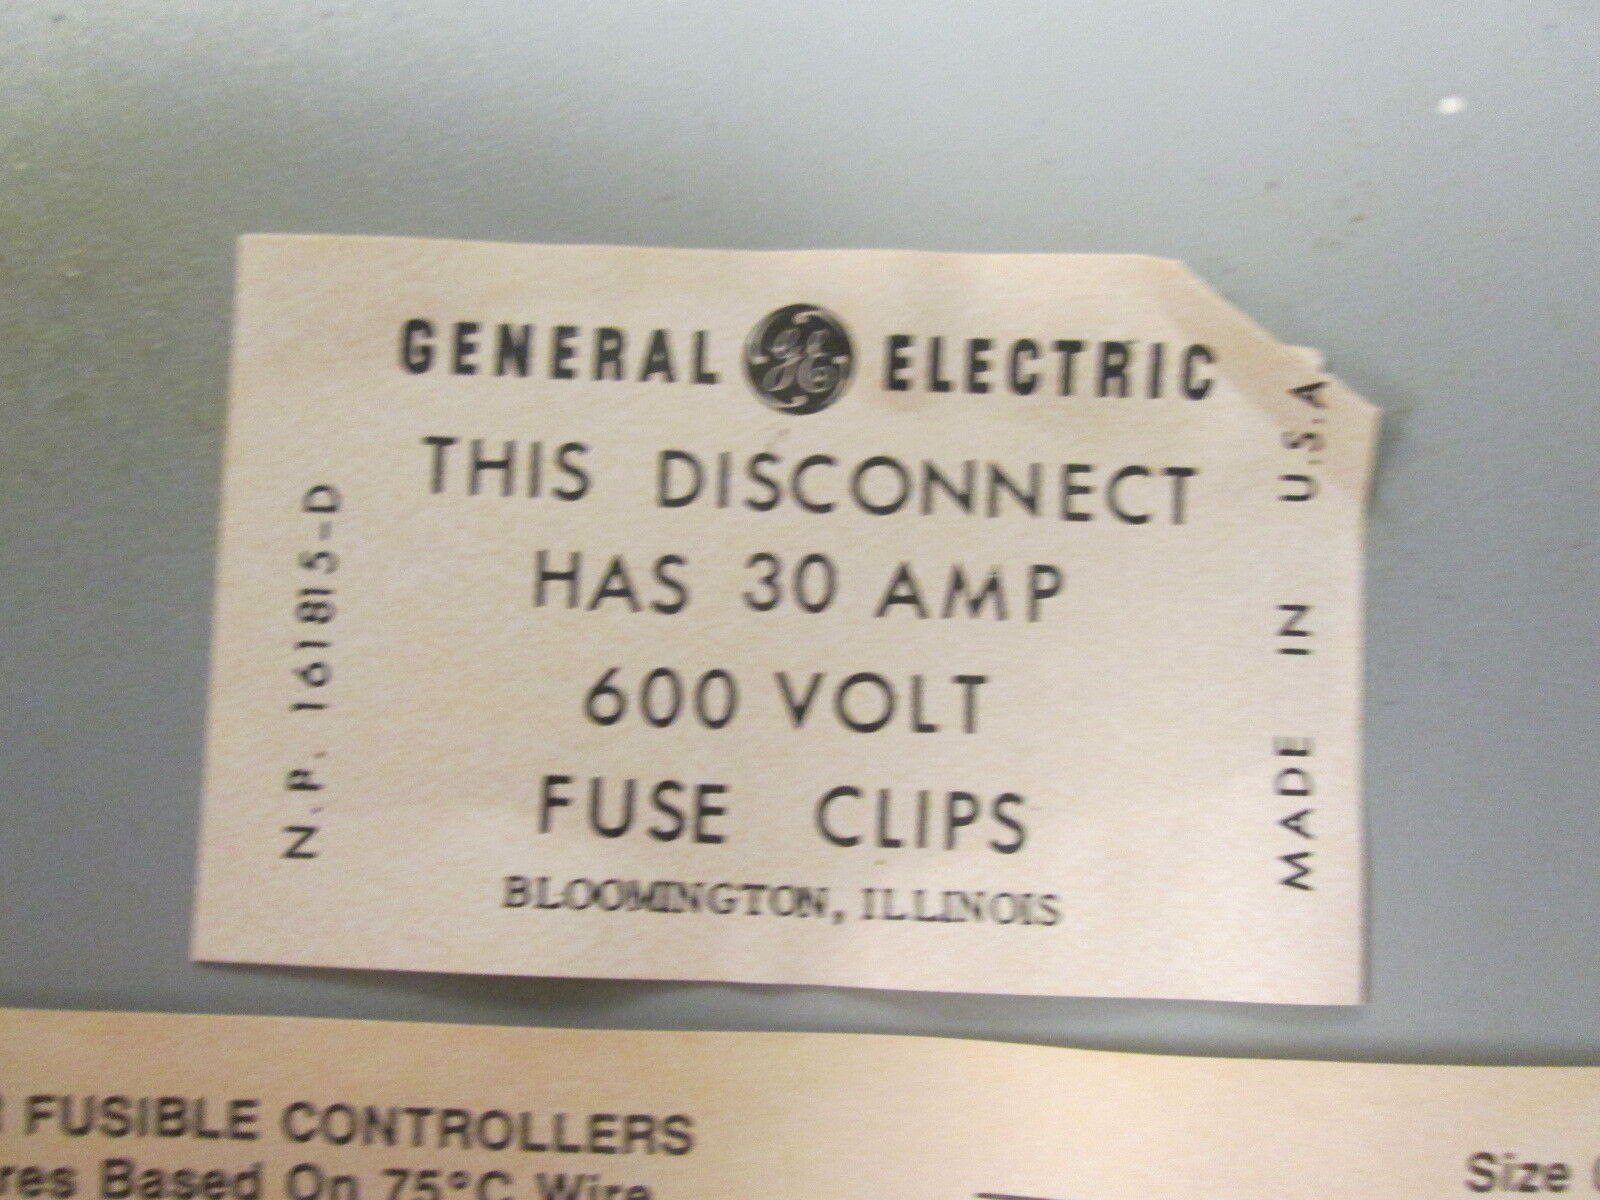 GENERAL GE ELECTRIC
THIS DISCONNECT
HAS 30 AMP
600 VOLT
FUSE CLIPS
BLOOMINGTON, ILLINOIS
N.P. 161815-D
MADE IN U.S.A
FUSIBLE CONTROLLERS
Based On 75°C Wire
Size